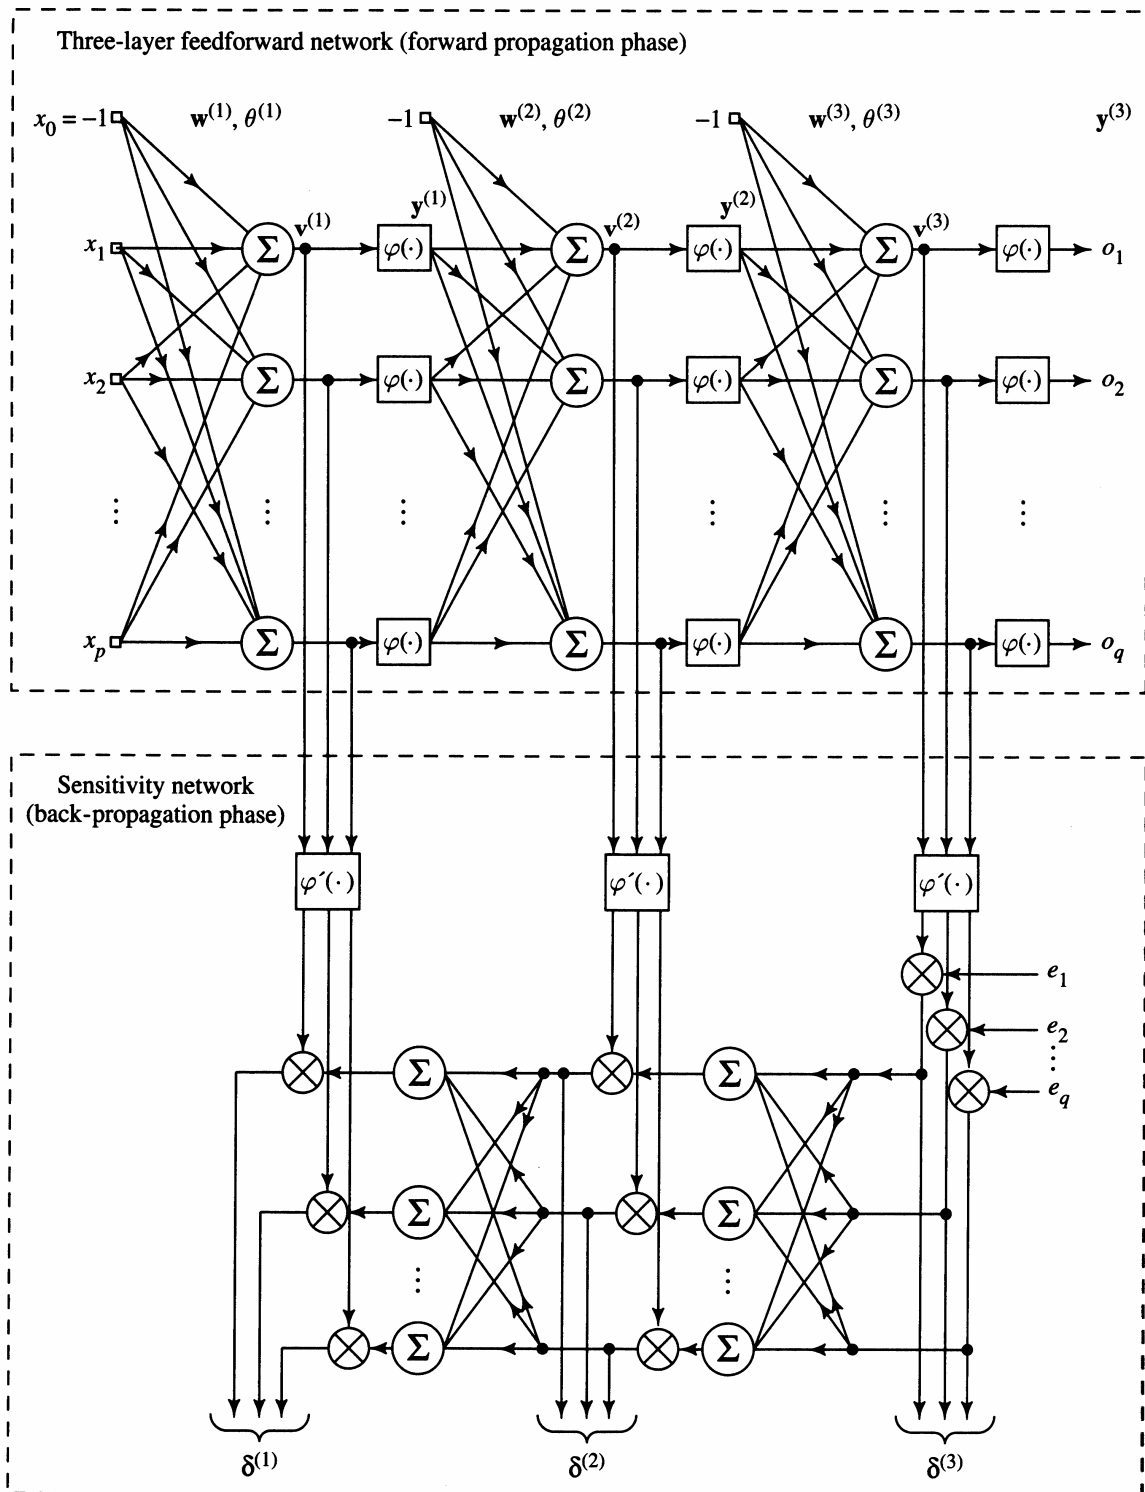 Three-layer feedforward network (forward propagation phase)
x₀ = −1 w⁽¹⁾, θ⁽¹⁾ −1 w⁽²⁾, θ⁽²⁾ −1 w⁽³⁾, θ⁽³⁾ y⁽³⁾
y⁽¹⁾ y⁽²⁾
v⁽¹⁾ v⁽²⁾ v⁽³⁾
x₁ Σ φ(·) Σ φ(·) Σ φ(·) o₁
x₂ Σ φ(·) Σ φ(·) Σ φ(·) o₂
⋮ ⋮ ⋮ ⋮ ⋮ ⋮ ⋮
xₚ Σ φ(·) Σ φ(·) Σ φ(·) o_q
Sensitivity network
(back-propagation phase)
φ′(·) φ′(·) φ′(·)
e₁
e₂
⋮
Σ Σ e_q
Σ Σ
⋮ ⋮
Σ Σ
δ⁽¹⁾ δ⁽²⁾ δ⁽³⁾